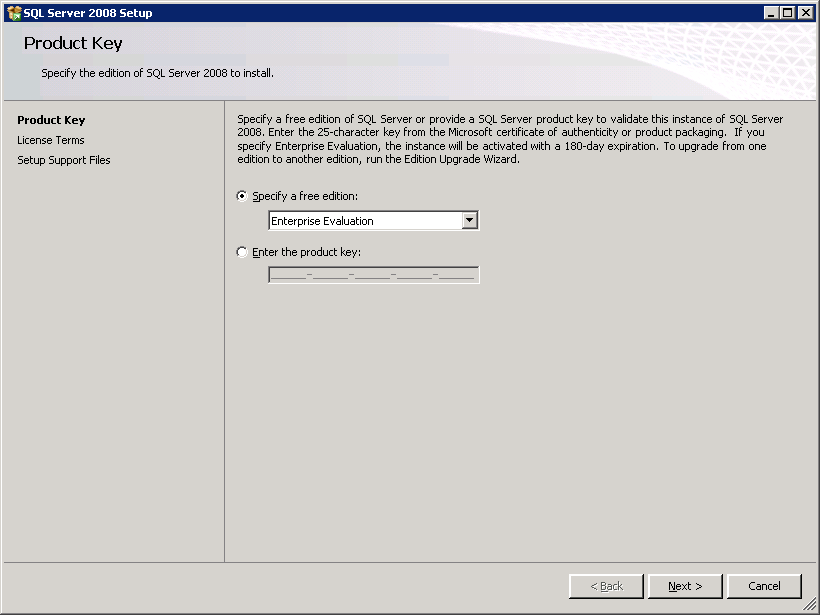 SQL Server 2008 Setup
Product Key
Specify the edition of SQL Server 2008 to install.
Product Key
License Terms
Setup Support Files
Specify a free edition of SQL Server or provide a SQL Server product key to validate this instance of SQL Server
2008. Enter the 25-character key from the Microsoft certificate of authenticity or product packaging.  If you
specify Enterprise Evaluation, the instance will be activated with a 180-day expiration. To upgrade from one
edition to another edition, run the Edition Upgrade Wizard.
Specify a free edition:
Enterprise Evaluation
Enter the product key:
_____-_____-_____-_____-_____
< Back
Next >
Cancel